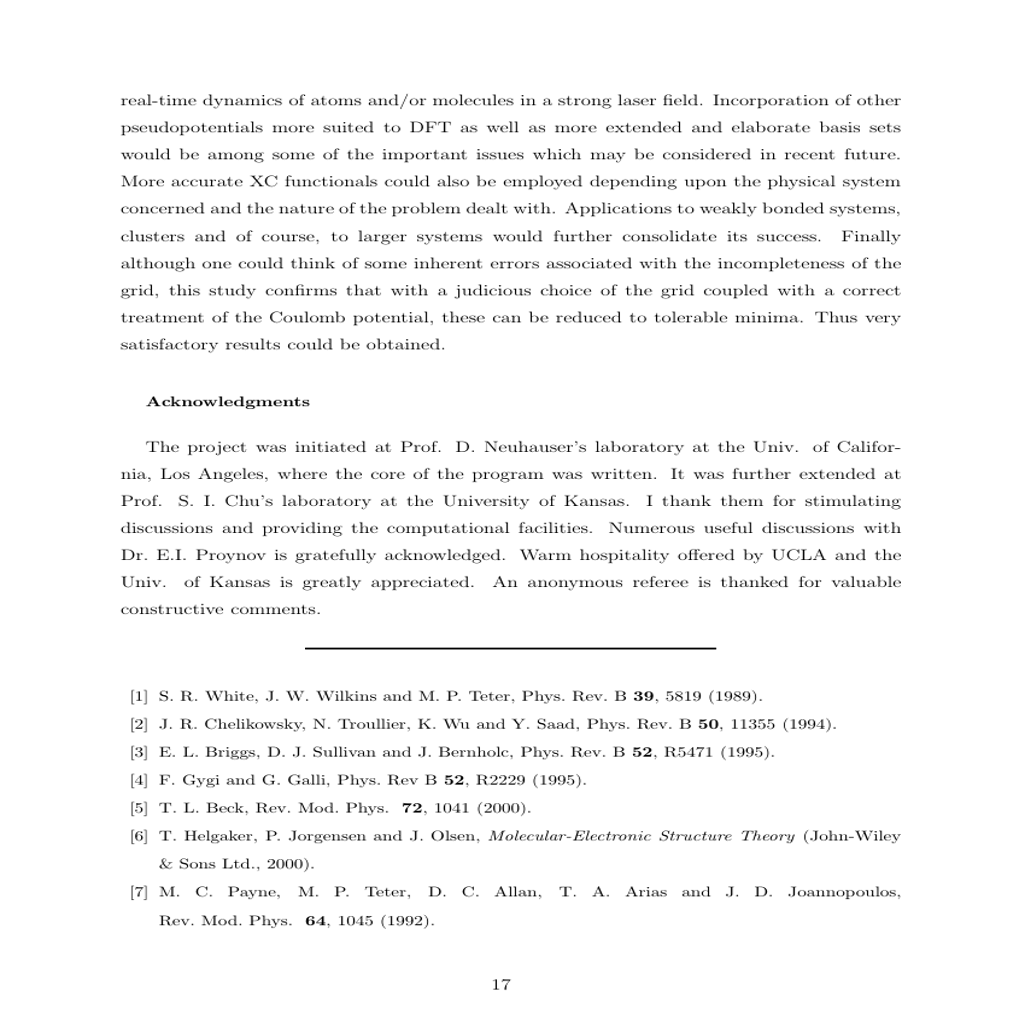 real-time dynamics of atoms and/or molecules in a strong laser field. Incorporation of other
pseudopotentials more suited to DFT as well as more extended and elaborate basis sets
would be among some of the important issues which may be considered in recent future.
More accurate XC functionals could also be employed depending upon the physical system
concerned and the nature of the problem dealt with. Applications to weakly bonded systems,
clusters and of course, to larger systems would further consolidate its success. Finally
although one could think of some inherent errors associated with the incompleteness of the
grid, this study confirms that with a judicious choice of the grid coupled with a correct
treatment of the Coulomb potential, these can be reduced to tolerable minima. Thus very
satisfactory results could be obtained.
Acknowledgments
The project was initiated at Prof. D. Neuhauser's laboratory at the Univ. of Califor-
nia, Los Angeles, where the core of the program was written. It was further extended at
Prof. S. I. Chu's laboratory at the University of Kansas. I thank them for stimulating
discussions and providing the computational facilities. Numerous useful discussions with
Dr. E.I. Proynov is gratefully acknowledged. Warm hospitality offered by UCLA and the
Univ. of Kansas is greatly appreciated. An anonymous referee is thanked for valuable
constructive comments.
[1] S. R. White, J. W. Wilkins and M. P. Teter, Phys. Rev. B 39, 5819 (1989).
[2] J. R. Chelikowsky, N. Troullier, K. Wu and Y. Saad, Phys. Rev. B 50, 11355 (1994).
[3] E. L. Briggs, D. J. Sullivan and J. Bernholc, Phys. Rev. B 52, R5471 (1995).
[4] F. Gygi and G. Galli, Phys. Rev B 52, R2229 (1995).
[5] T. L. Beck, Rev. Mod. Phys. 72, 1041 (2000).
[6] T. Helgaker, P. Jorgensen and J. Olsen, Molecular-Electronic Structure Theory (John-Wiley
& Sons Ltd., 2000).
[7] M. C. Payne, M. P. Teter, D. C. Allan, T. A. Arias and J. D. Joannopoulos,
Rev. Mod. Phys. 64, 1045 (1992).
17